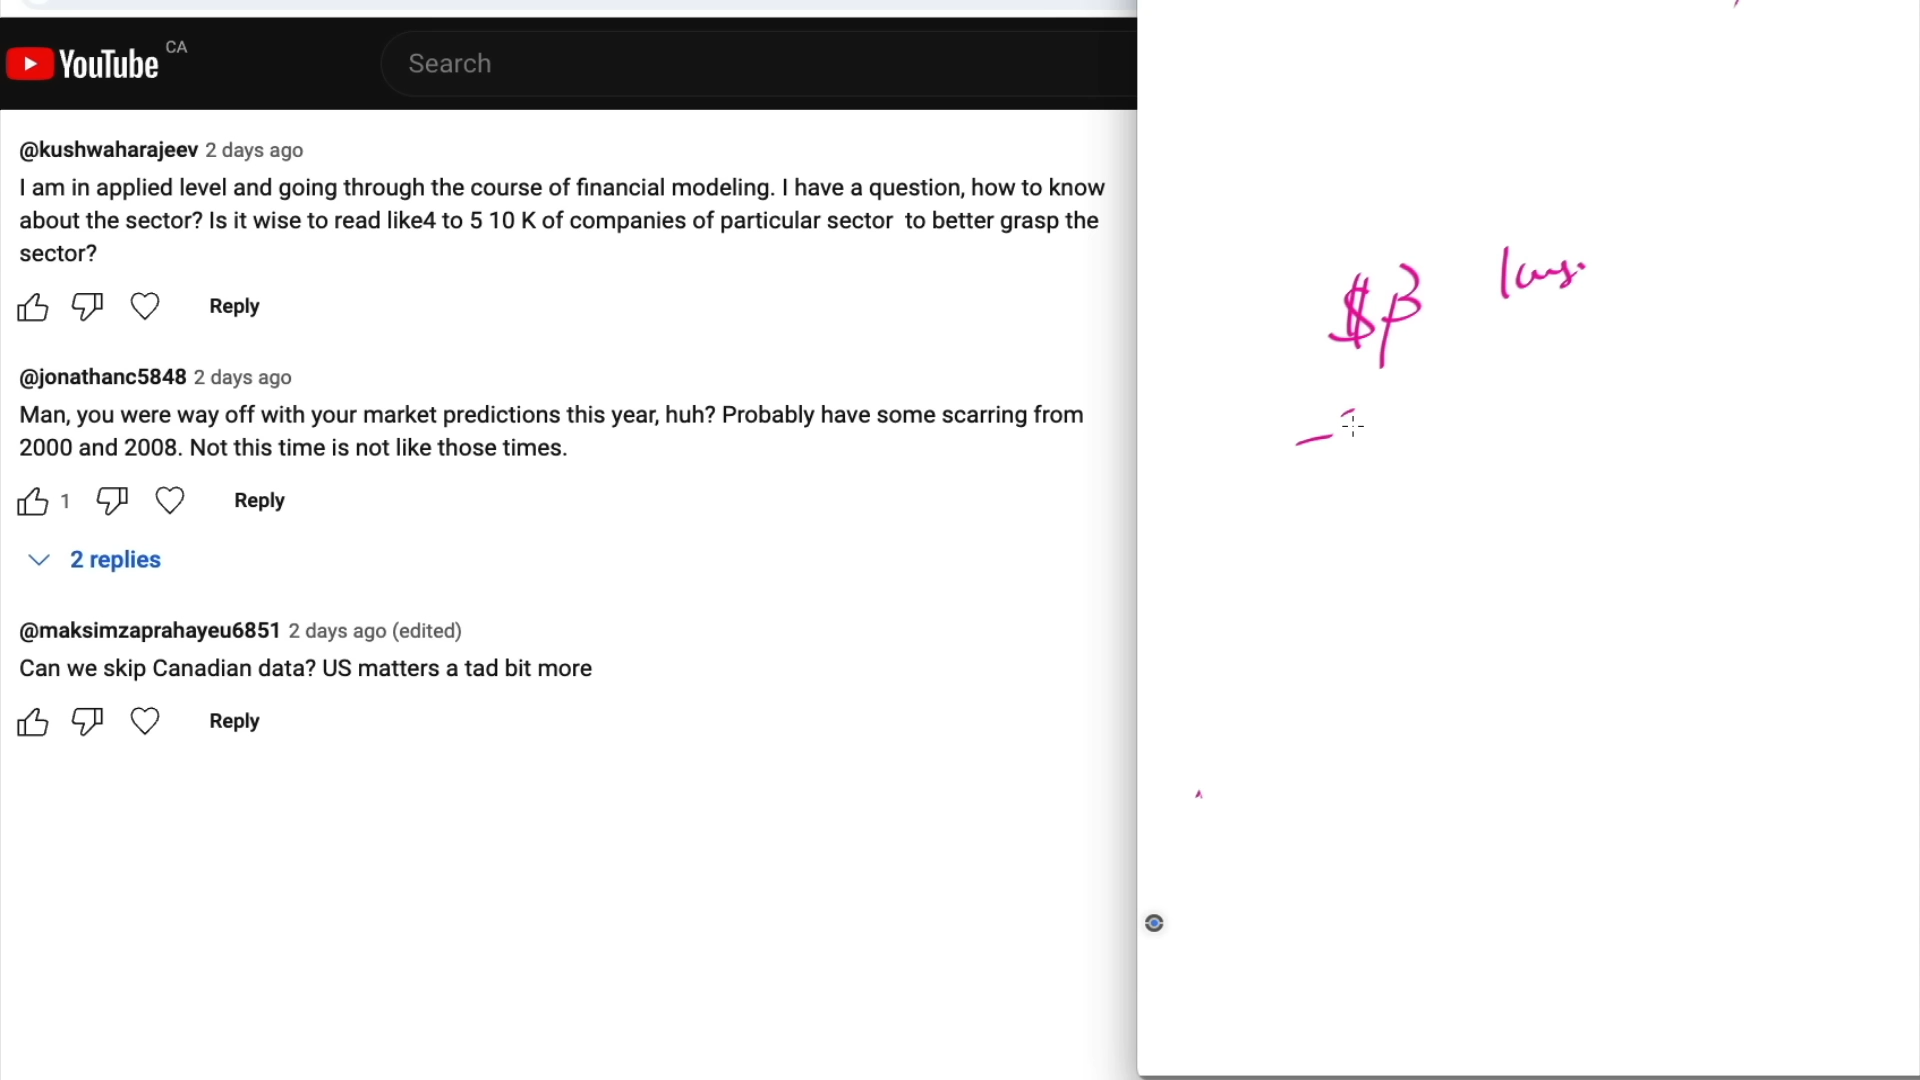 YouTube CA
Search
@kushwaharajeev 2 days ago
I am in applied level and going through the course of financial modeling. I have a question, how to know
about the sector? Is it wise to read like4 to 5 10 K of companies of particular sector to better grasp the
sector?
Reply
@jonathanc5848 2 days ago
Man, you were way off with your market predictions this year, huh? Probably have some scarring from
2000 and 2008. Not this time is not like those times.
1 Reply
2 replies
@maksimzaprahayeu6851 2 days ago (edited)
Can we skip Canadian data? US matters a tad bit more
Reply
$β